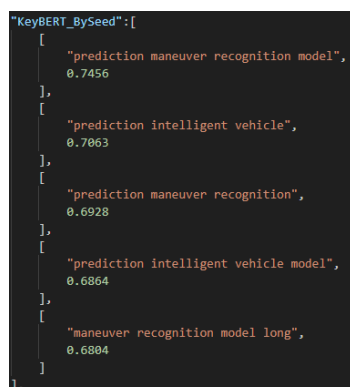 "KeyBERT_BySeed":[
[
"prediction maneuver recognition model",
0.7456
],
[
"prediction intelligent vehicle",
0.7063
],
[
"prediction maneuver recognition",
0.6928
],
[
"prediction intelligent vehicle model",
0.6864
],
[
"maneuver recognition model long",
0.6804
]
]